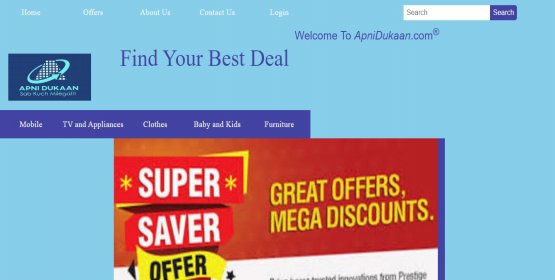 Home Offers About Us Contact Us Login Search Search
Welcome To ApniDukaan.com®
Find Your Best Deal
APNI DUKAAN
Sab Kuch Milega!!!
Mobile TV and Appliances Clothes Baby and Kids Furniture
SUPER
SAVER
OFFER
GREAT OFFERS,
MEGA DISCOUNTS.
trusted innovations from Prestige